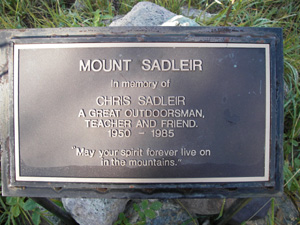 MOUNT SADLEIR
In memory of
CHRIS SADLEIR
A GREAT OUTDOORSMAN,
TEACHER AND FRIEND.
1950 - 1985
"May your spirit forever live on
in the mountains."